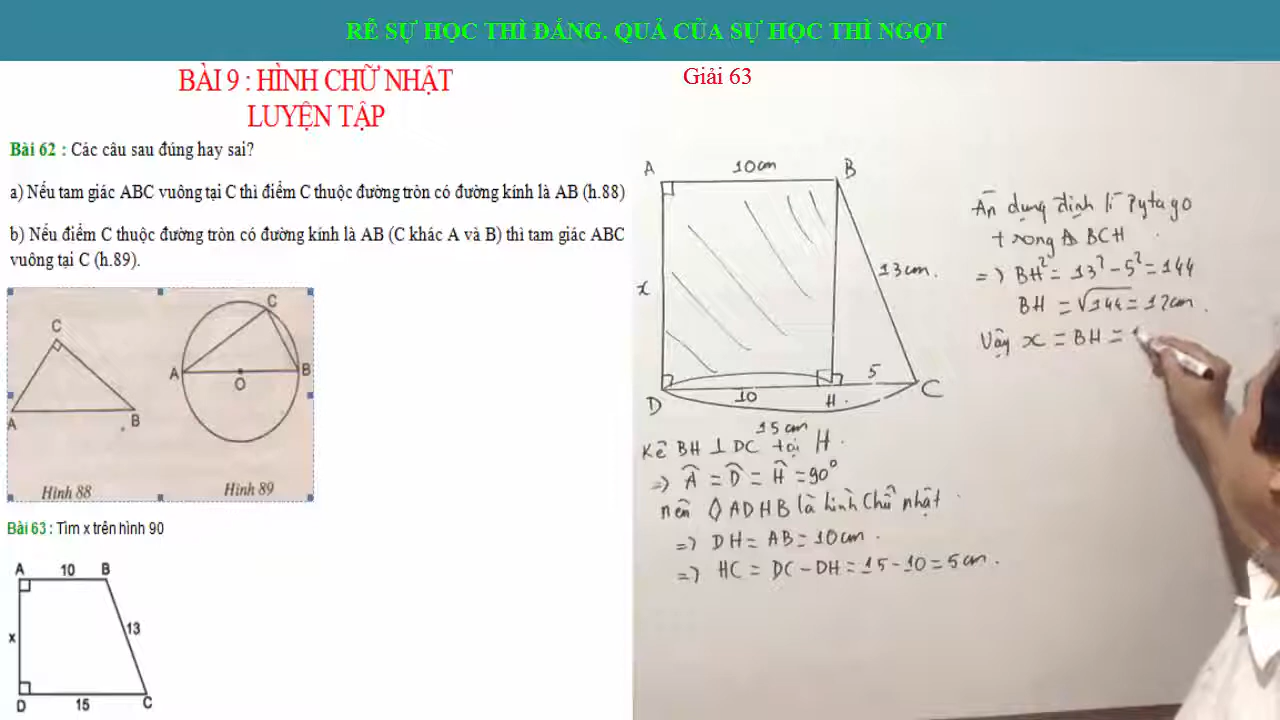 RỄ SỰ HỌC THÌ ĐẮNG. QUẢ CỦA SỰ HỌC THÌ NGỌT
BÀI 9 : HÌNH CHỮ NHẬT
LUYỆN TẬP
Bài 62 : Các câu sau đúng hay sai?
a) Nếu tam giác ABC vuông tại C thì điểm C thuộc đường tròn có đường kính là AB (h.88)
b) Nếu điểm C thuộc đường tròn có đường kính là AB (C khác A và B) thì tam giác ABC
vuông tại C (h.89).
C
A
B
C
A
O
B
Hình 88
Hình 89
Bài 63 : Tìm x trên hình 90
A 10 B
x
13
D 15 C
Giải 63
A 10cm B
x
13cm.
D 10 H. 5 C
15 cm
Kẻ BH ⊥ DC tại H.
=> Â = D̂ = Ĥ = 90°
nên ◊ ADHB là hình chữ nhật.
=> DH = AB = 10cm.
=> HC = DC - DH = 15 - 10 = 5cm.
Án dụng định lí Pytago
trong Δ BCH.
=> BH² = 13² - 5² = 144
BH = √144 = 12cm.
Vậy x = BH =